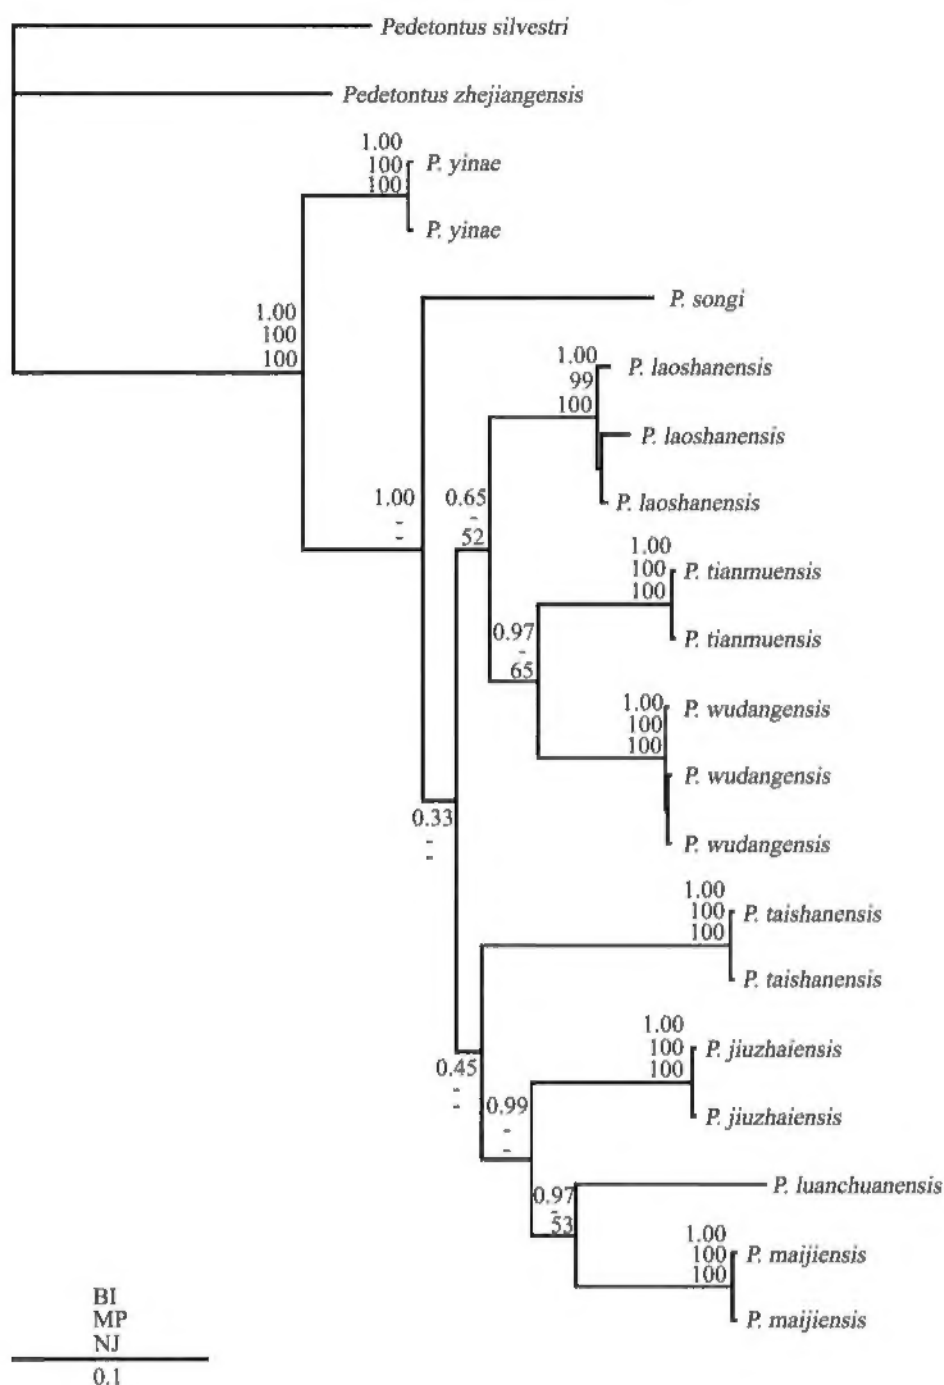 Pedetontus silvestri
Pedetontus zhejiangensis
1.00
100
100
P. yinae
P. yinae
1.00
100
100
P. songi
1.00
99
100
P. laoshanensis
P. laoshanensis
P. laoshanensis
1.00
-
-
0.65
-
52
1.00
100
100
P. tianmuensis
P. tianmuensis
0.97
-
65
1.00
100
100
P. wudangensis
P. wudangensis
P. wudangensis
0.33
-
-
1.00
100
100
P. taishanensis
P. taishanensis
0.45
-
-
1.00
100
100
P. jiuzhaiensis
P. jiuzhaiensis
0.99
-
-
P. luanchuanensis
0.97
-
53
1.00
100
100
P. maijiensis
P. maijiensis
BI
MP
NJ
0.1